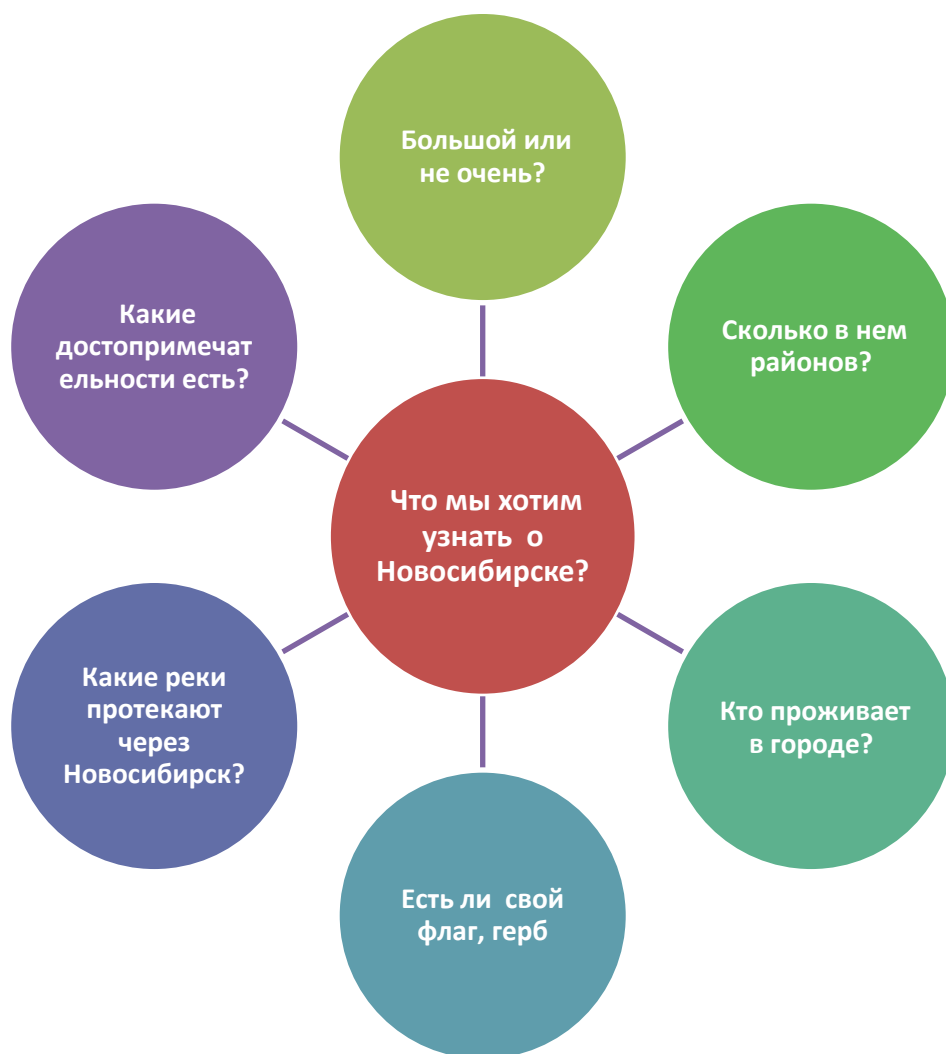 Большой или
не очень?
Сколько в нем
районов?
Кто проживает
в городе?
Есть ли свой
флаг, герб
Какие реки
протекают
через
Новосибирск?
Какие
достопримечат
ельности есть?
Что мы хотим
узнать о
Новосибирске?